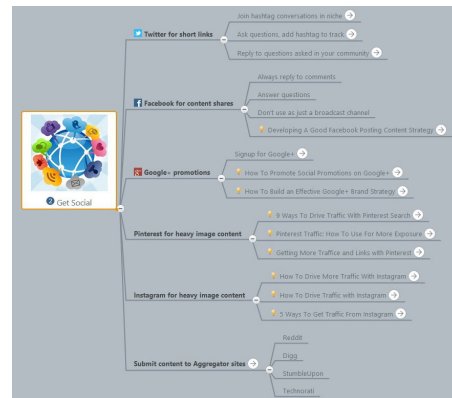 Join hashtag conversations in niche
Twitter for short links
Ask questions, add hashtag to track
Reply to questions asked in your community
Always reply to comments
Answer questions
Facebook for content shares
Don't use as just a broadcast channel
Developing A Good Facebook Posting Content Strategy
2 Get Social
Signup for Google+
Google+ promotions
How To Promote Social Promotions on Google+
How To Build an Effective Google+ Brand Strategy
9 Ways To Drive Traffic With Pinterest Search
Pinterest for heavy image content
Pinterest Traffic: How To Use For More Exposure
Getting More Traffice and Links with Pinterest
How To Drive More Traffic With Instagram
Instagram for heavy image content
How To Drive Traffic with Instagram
5 Ways To Get Traffic From Instagram
Submit content to Aggregator sites
Reddit
Digg
StumbleUpon
Technorati